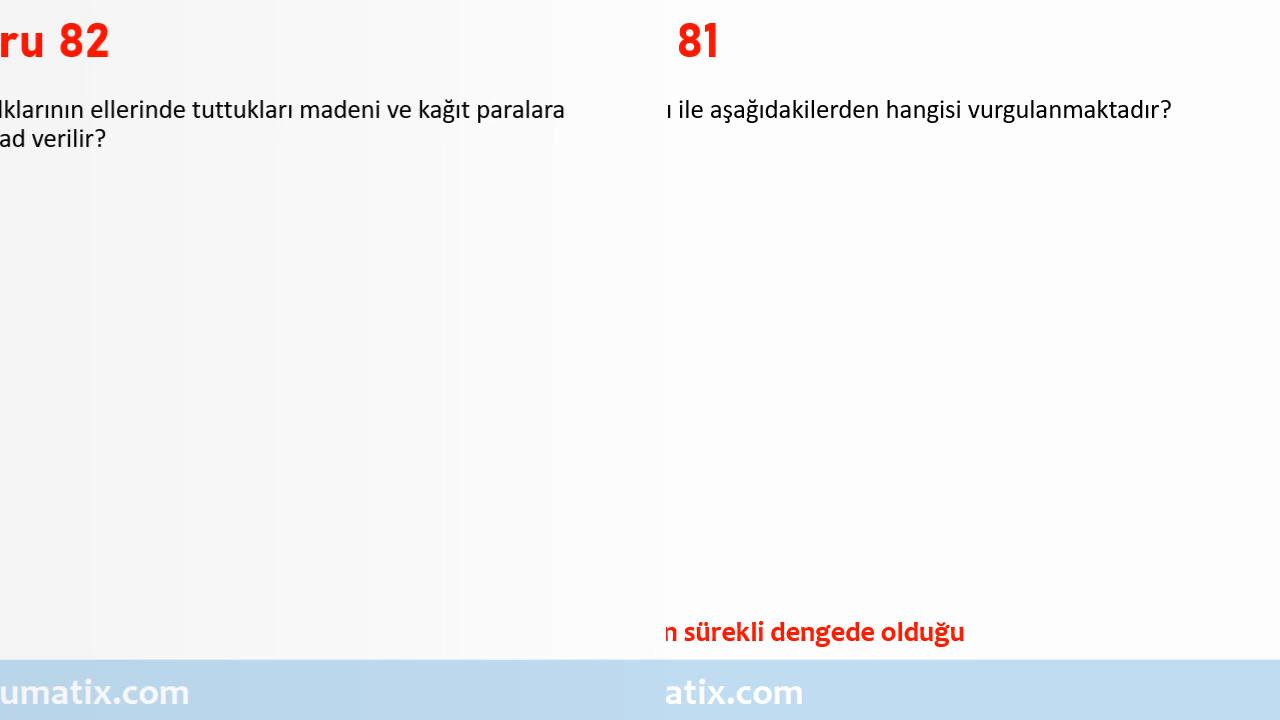 ru 82
lklarının ellerinde tuttukları madeni ve kağıt paralara
ad verilir?
umatix.com
81
ı ile aşağıdakilerden hangisi vurgulanmaktadır?
n sürekli dengede olduğu
atix.com